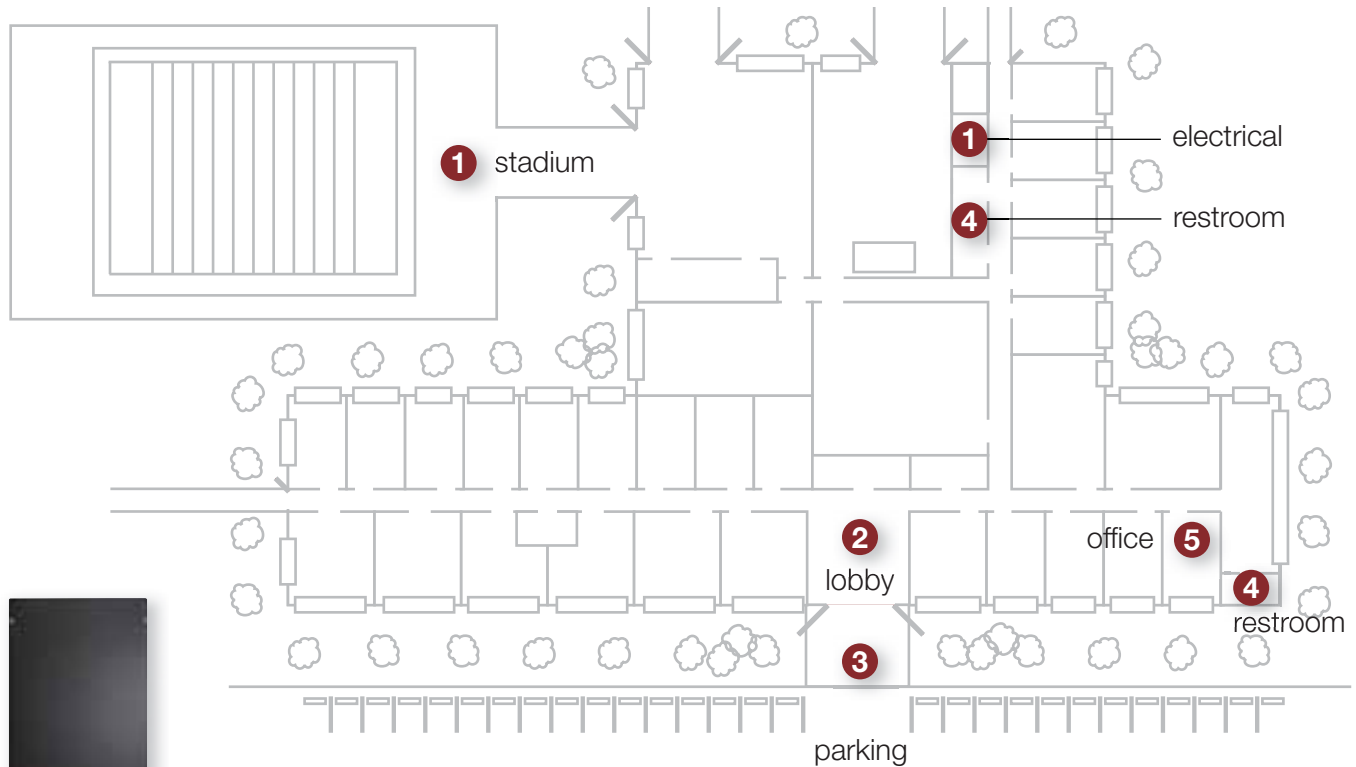 1 electrical
1 stadium
4 restroom
2
lobby
office 5
4
restroom
3
parking